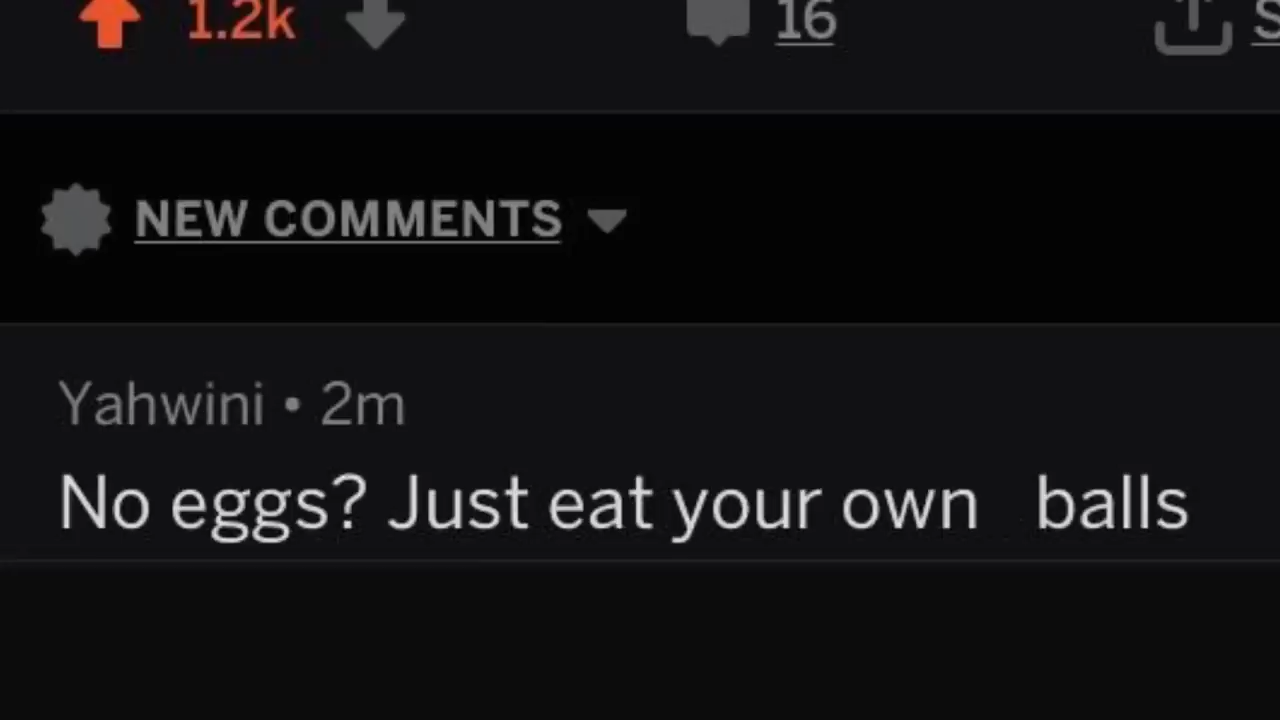 1.2k 16 S
NEW COMMENTS
Yahwini • 2m
No eggs? Just eat your own balls